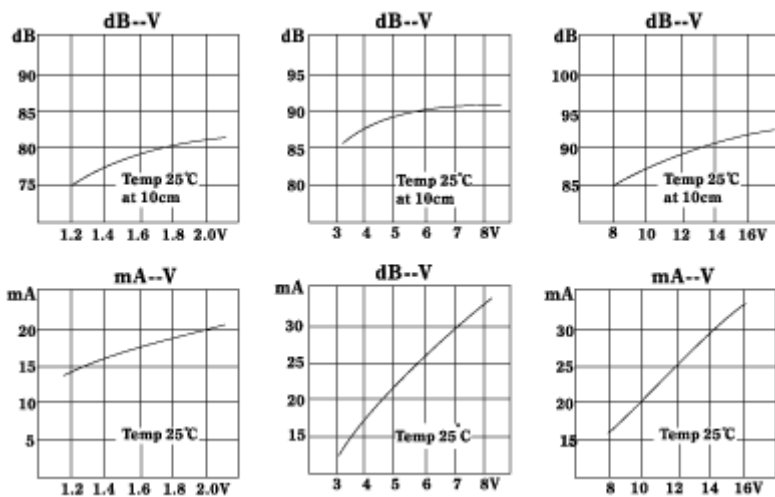 dB--V
dB
90
85
80
75
Temp 25℃
at 10cm
1.2 1.4 1.6 1.8 2.0V
dB--V
dB
95
90
85
80
Temp 25℃
at 10cm
3 4 5 6 7 8V
dB--V
dB
100
95
90
85
Temp 25℃
at 10cm
8 10 12 14 16V
mA--V
mA
20
15
10
5
Temp 25℃
1.2 1.4 1.6 1.8 2.0V
dB--V
mA
30
25
20
15
Temp 25℃
3 4 5 6 7 8V
mA--V
mA
30
25
20
15
Temp 25℃
8 10 12 14 16V